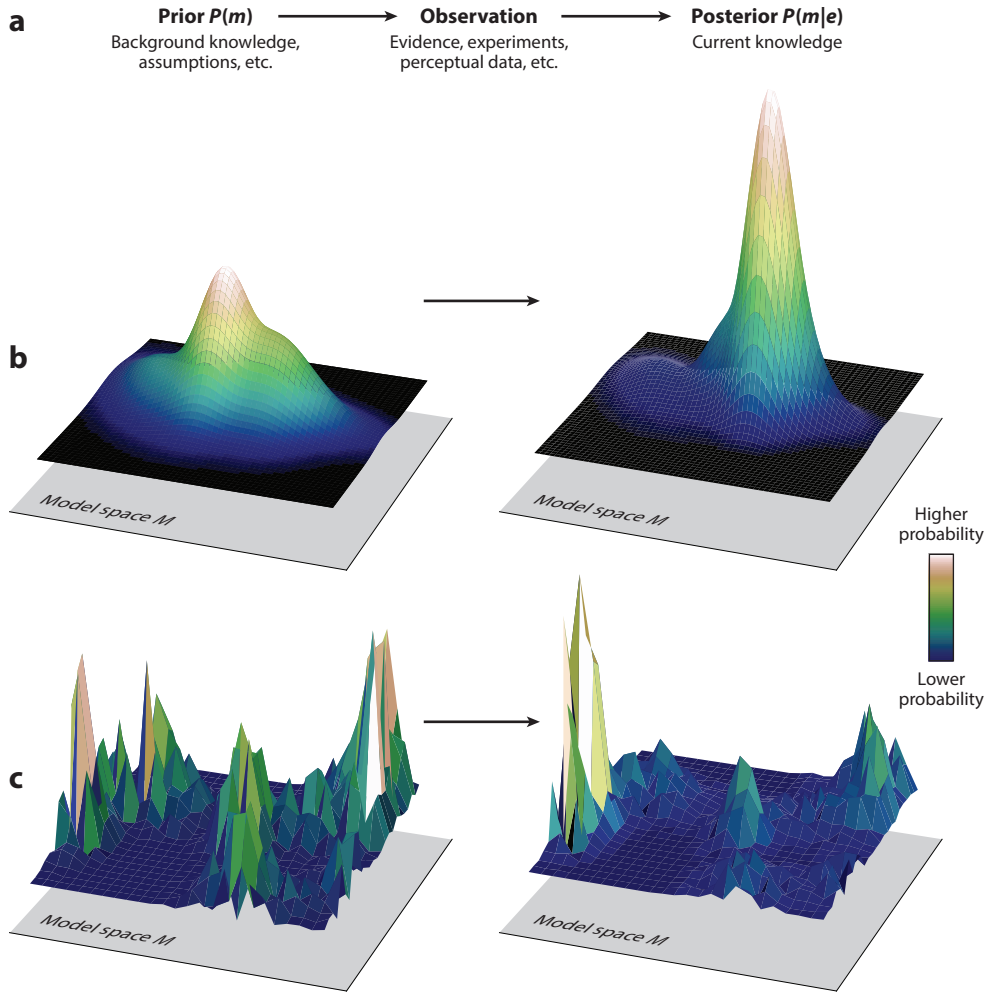 a
Prior P(m)
Observation
Posterior P(m|e)
Background knowledge,
assumptions, etc.
Evidence, experiments,
perceptual data, etc.
Current knowledge
b
Model space M
Model space M
Higher
probability
Lower
probability
c
Model space M
Model space M